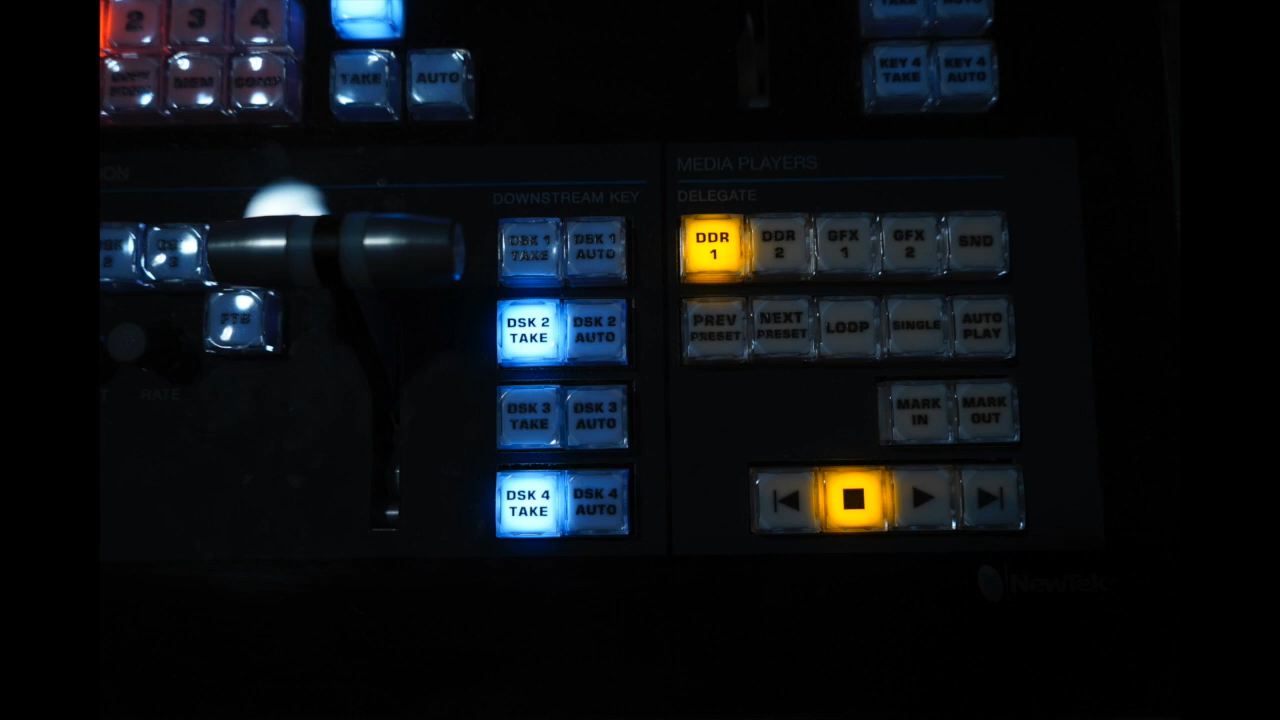 TAKE
2 3 4
KEY 4 TAKE
KEY 4 AUTO
TAKE AUTO
MEDIA PLAYERS
DOWNSTREAM KEY
DELEGATE
DSK 1 TAKE
DSK 1 AUTO
DDR 1
DDR 2
GFX 1
GFX 2
SND
DSK 2 TAKE
DSK 2 AUTO
PREV PRESET
NEXT PRESET
LOOP
SINGLE
AUTO PLAY
RATE
DSK 3 TAKE
DSK 3 AUTO
MARK IN
MARK OUT
DSK 4 TAKE
DSK 4 AUTO
NewTek